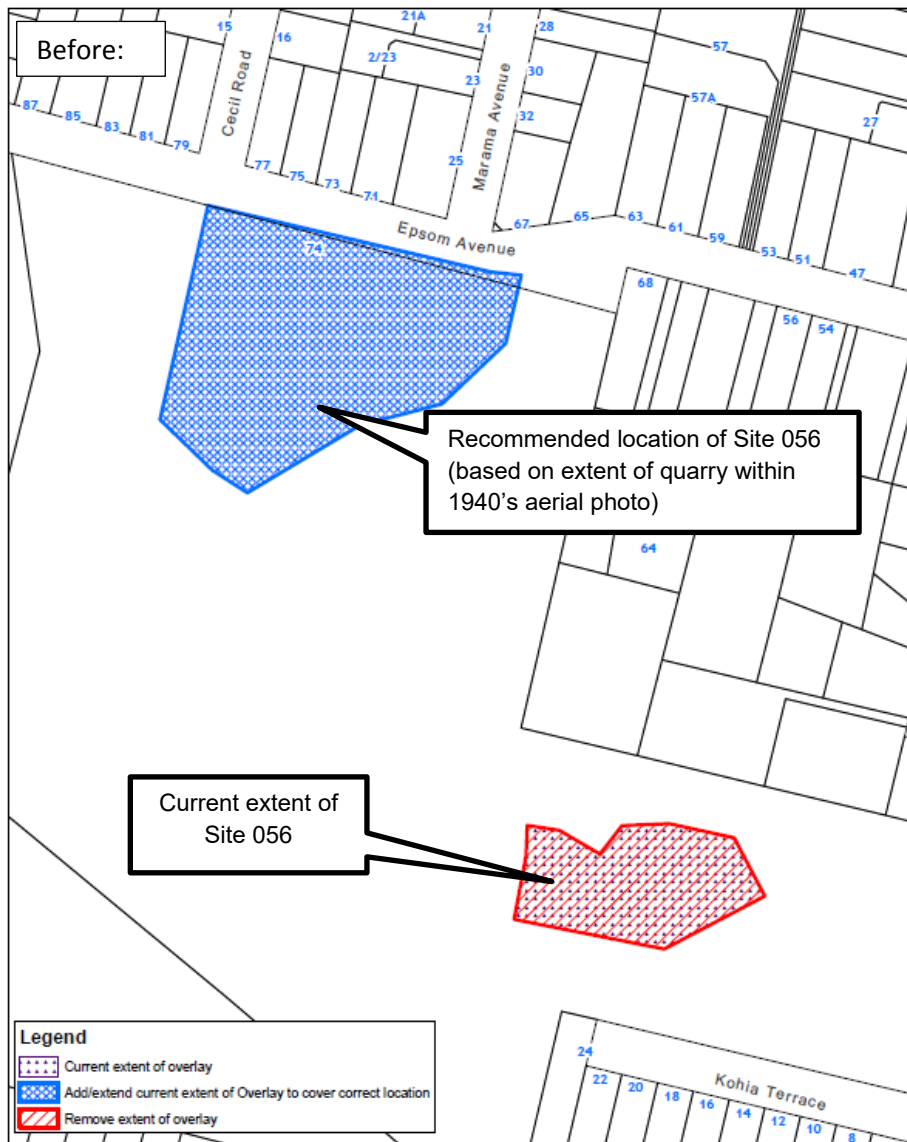 Before:
15
16
21A
2/23
21
28
23
30
32
25
57
57A
27
Cecil Road
Marama Avenue
87
85
83
81
79
77
75
73
71
67
65
63
61
59
53
51
47
Epsom Avenue
74
68
56
54
Recommended location of Site 056
(based on extent of quarry within
1940’s aerial photo)
64
Current extent of
Site 056
Legend
Current extent of overlay
Add/extend current extent of Overlay to cover correct location
Remove extent of overlay
24
22
20
18
16
14
12
10
8
Kohia Terrace